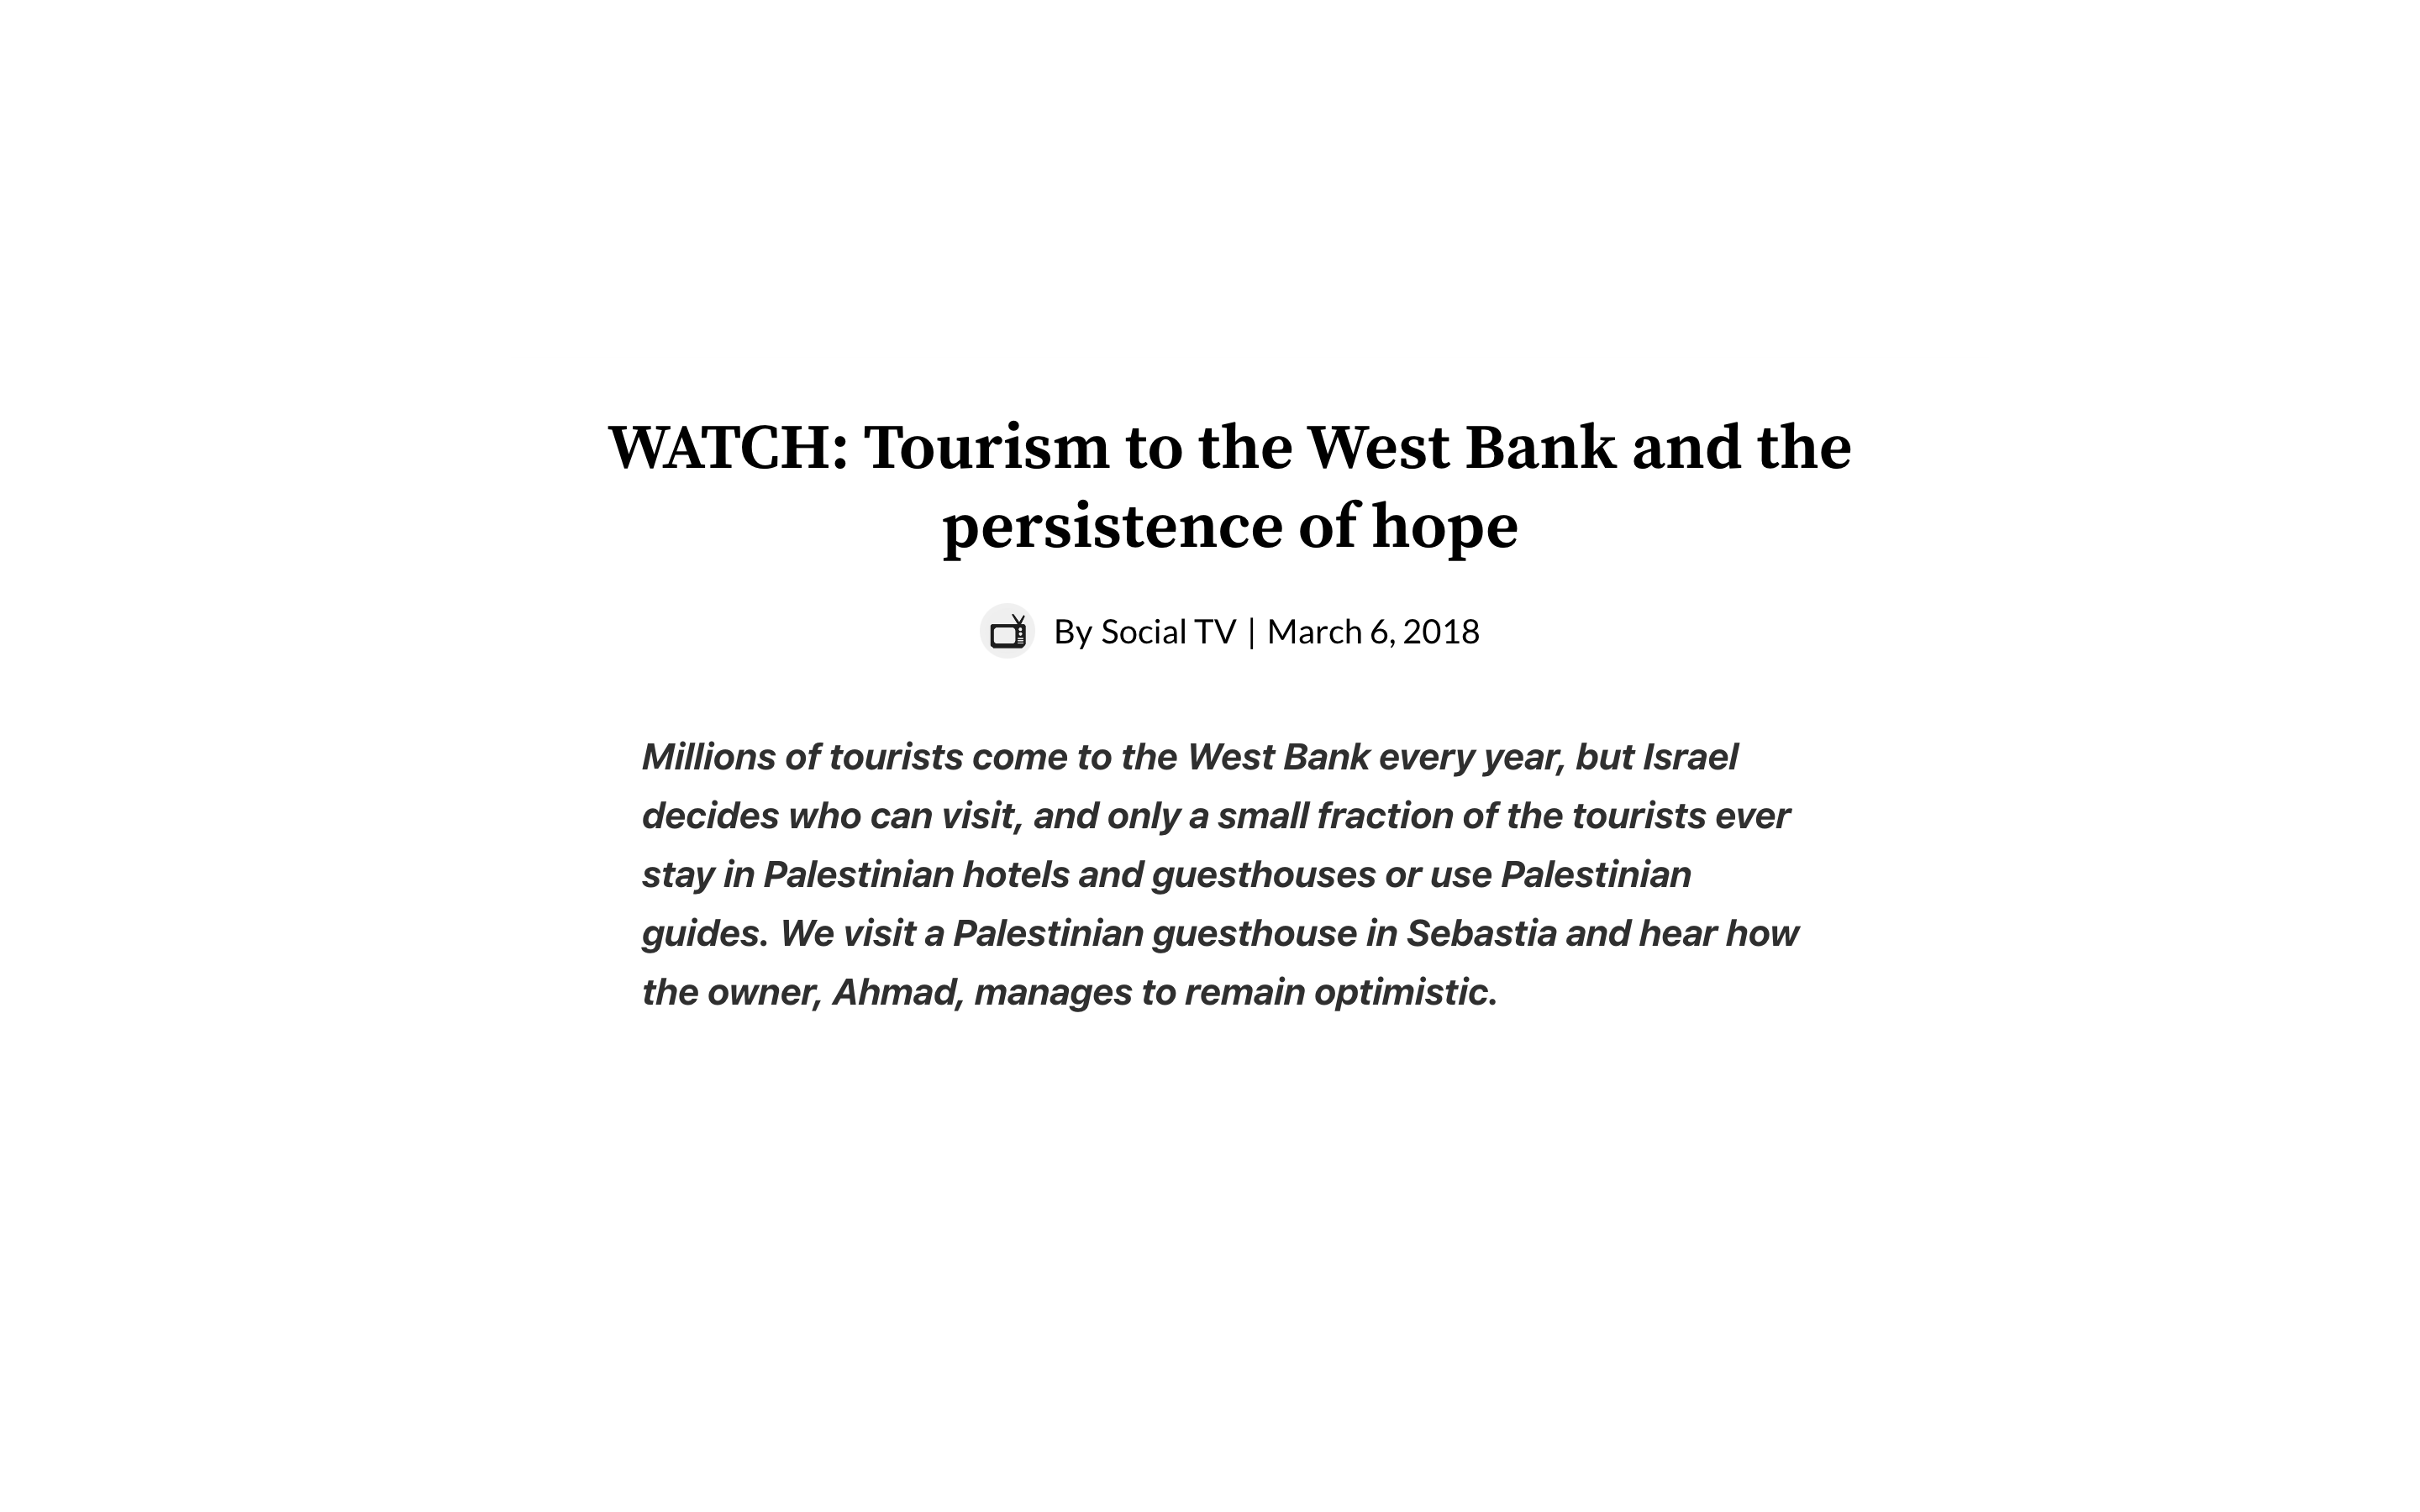 WATCH: Tourism to the West Bank and the
persistence of hope
By Social TV | March 6, 2018
Millions of tourists come to the West Bank every year, but Israel
decides who can visit, and only a small fraction of the tourists ever
stay in Palestinian hotels and guesthouses or use Palestinian
guides. We visit a Palestinian guesthouse in Sebastia and hear how
the owner, Ahmad, manages to remain optimistic.